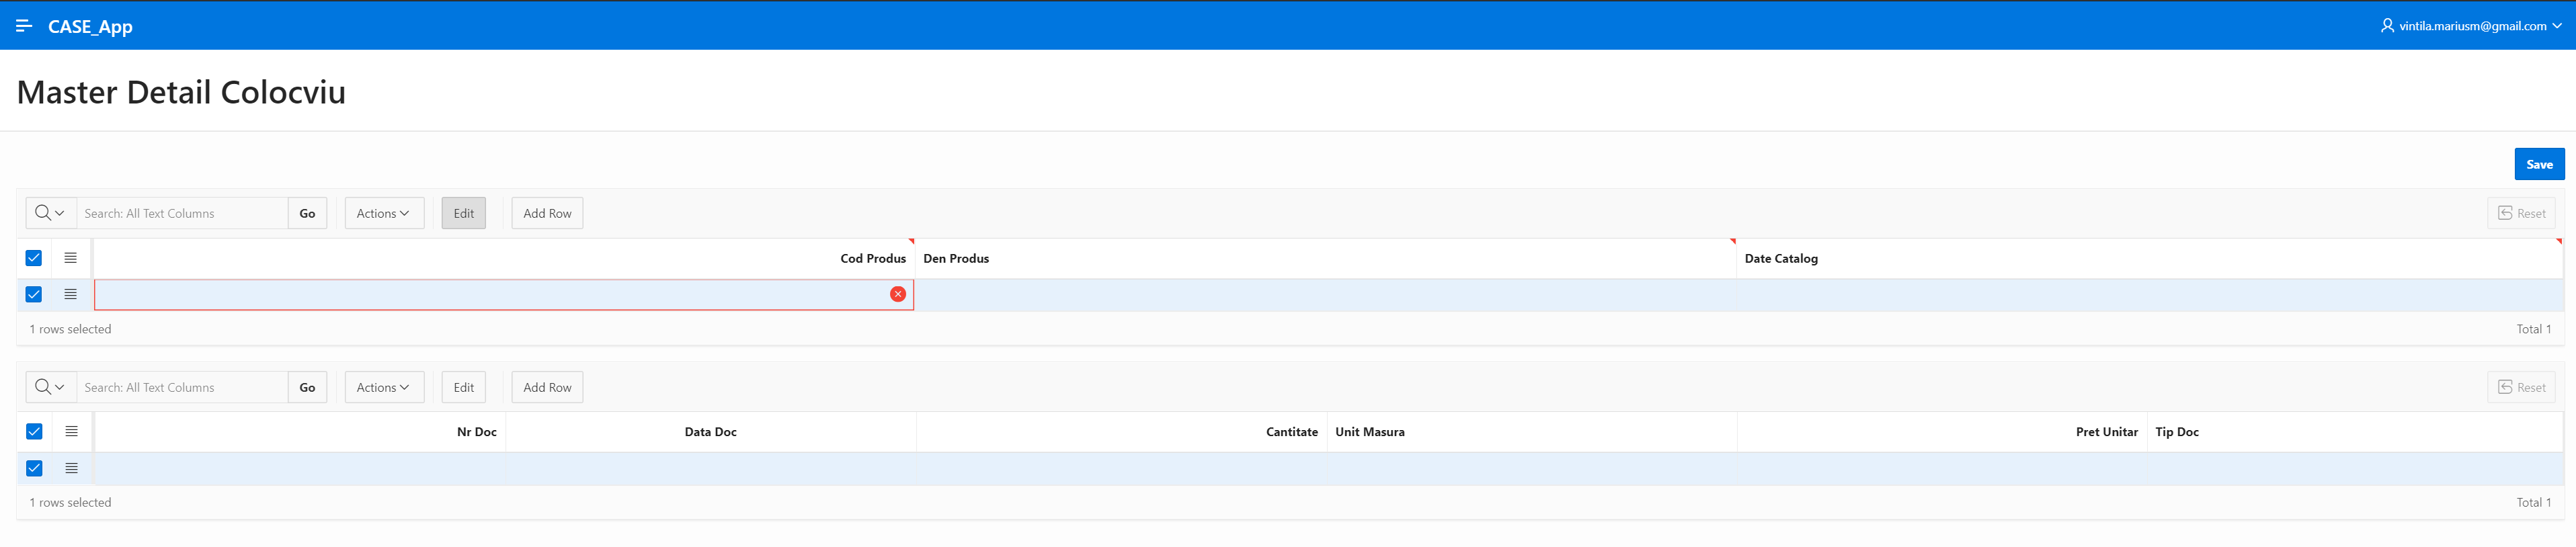 CASE_App
vintila.mariusm@gmail.com
Master Detail Colocviu
Save
Search: All Text Columns Go Actions Edit Add Row Reset
Cod Produs Den Produs Date Catalog
1 rows selected Total 1
Search: All Text Columns Go Actions Edit Add Row Reset
Nr Doc Data Doc Cantitate Unit Masura Pret Unitar Tip Doc
1 rows selected Total 1